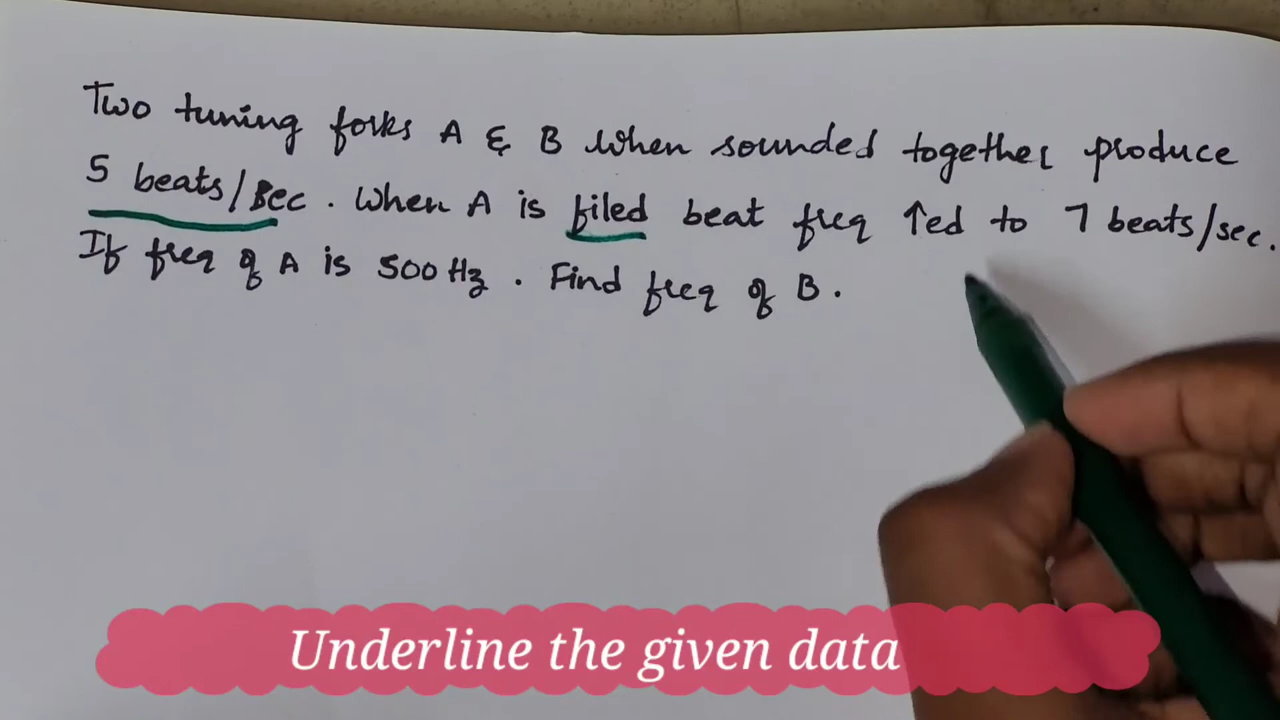 Two tuning forks A & B when sounded together produce
5 beats/sec. When A is filed beat freq ↑ed to 7 beats/sec.
If freq of A is 500 Hz. Find freq of B.
Underline the given data